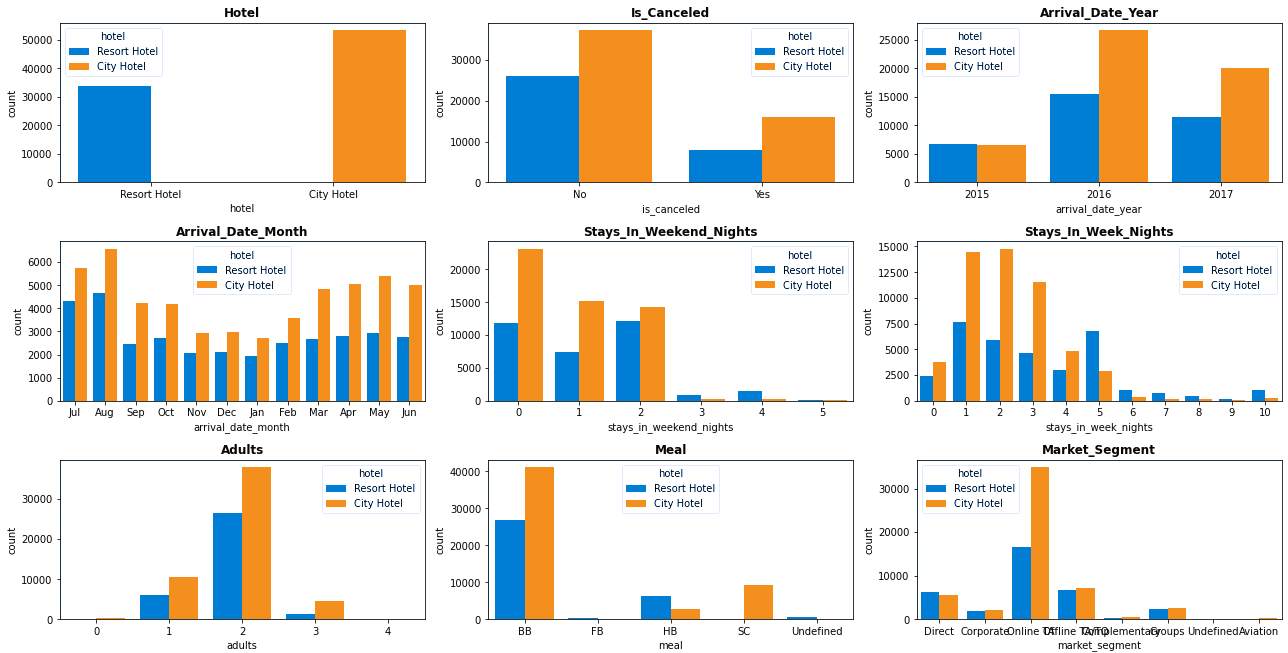 Hotel
50000
40000
30000
20000
10000
0
count
hotel
Resort Hotel
City Hotel
Resort Hotel
City Hotel
hotel
Is_Canceled
30000
20000
10000
0
count
hotel
Resort Hotel
City Hotel
No
Yes
is_canceled
Arrival_Date_Year
25000
20000
15000
10000
5000
0
count
hotel
Resort Hotel
City Hotel
2015
2016
2017
arrival_date_year
Arrival_Date_Month
6000
5000
4000
3000
2000
1000
0
count
hotel
Resort Hotel
City Hotel
Jul Aug Sep Oct Nov Dec Jan Feb Mar Apr May Jun
arrival_date_month
Stays_In_Weekend_Nights
20000
15000
10000
5000
0
count
hotel
Resort Hotel
City Hotel
0 1 2 3 4 5
stays_in_weekend_nights
Stays_In_Week_Nights
15000
12500
10000
7500
5000
2500
0
count
hotel
Resort Hotel
City Hotel
0 1 2 3 4 5 6 7 8 9 10
stays_in_week_nights
Adults
30000
20000
10000
0
count
hotel
Resort Hotel
City Hotel
0 1 2 3 4
adults
Meal
40000
30000
20000
10000
0
count
hotel
Resort Hotel
City Hotel
BB FB HB SC Undefined
meal
Market_Segment
30000
20000
10000
0
count
hotel
Resort Hotel
City Hotel
Direct Corporate Online TA Offline TA/TO Complementary Groups Undefined Aviation
market_segment